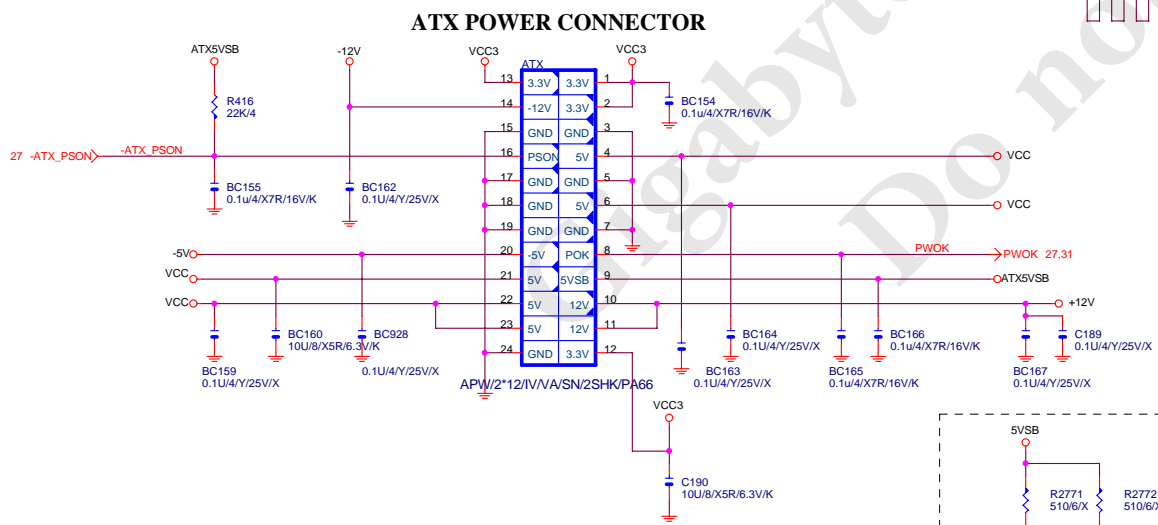 ATX POWER CONNECTOR
ATX5VSB
-12V
VCC3
VCC3
ATX
R416
22K/4
13 3.3V 3.3V 1
14 -12V 3.3V 2
15 GND GND 3
16 PSON 5V 4
17 GND GND 5
18 GND 5V 6
19 GND GND 7
20 -5V POK 8
21 5V 5VSB 9
22 5V 12V 10
23 5V 12V 11
24 GND 3.3V 12
BC154
0.1u/4/X7R/16V/K
27 -ATX_PSON
-ATX_PSON
VCC
BC155
0.1u/4/X7R/16V/K
BC162
0.1U/4/Y/25V/X
VCC
-5V
PWOK
PWOK 27,31
VCC
ATX5VSB
VCC
+12V
BC159
0.1U/4/Y/25V/X
BC160
10U/8/X5R/6.3V/K
BC928
0.1U/4/Y/25V/X
BC163
0.1U/4/Y/25V/X
BC164
0.1U/4/Y/25V/X
BC165
0.1u/4/X7R/16V/K
BC166
0.1u/4/X7R/16V/K
BC167
0.1U/4/Y/25V/X
C189
0.1U/4/Y/25V/X
APW/2*12/IV/VA/SN/2SHK/PA66
VCC3
C190
10U/8/X5R/6.3V/K
5VSB
R2771
510/6/X
R2772
510/6/X
Gigabyte
Do not